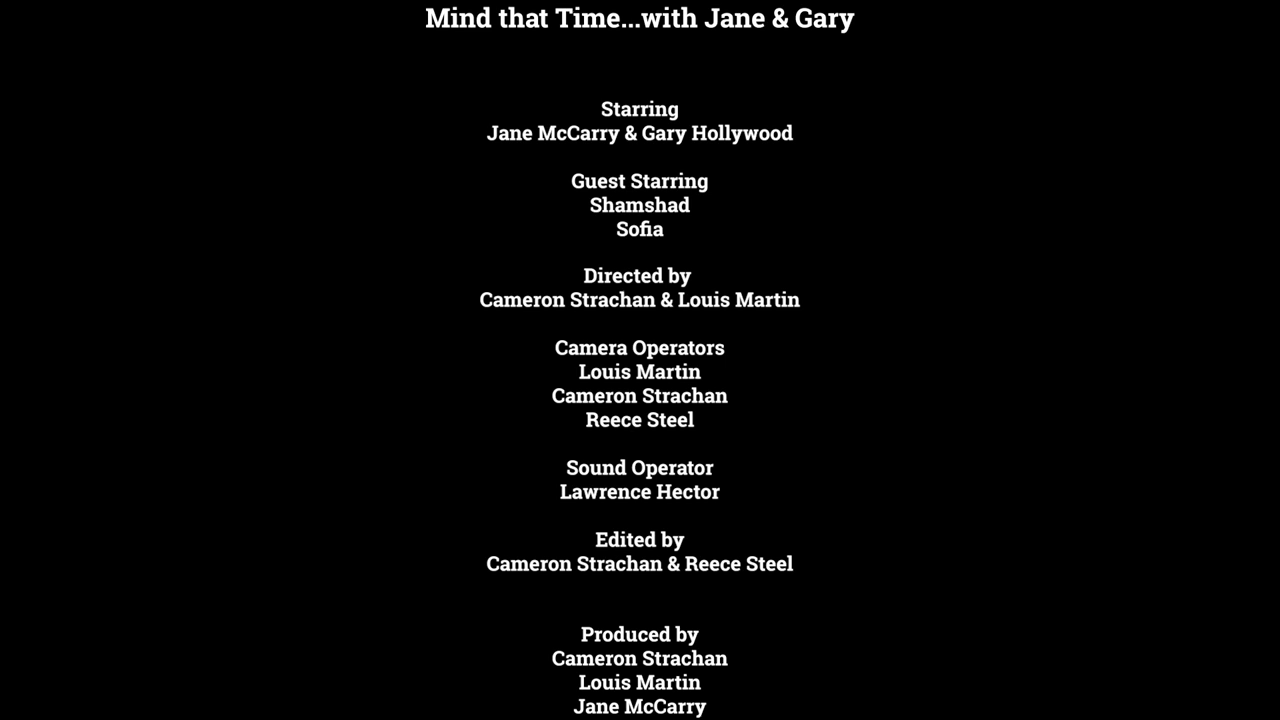 Mind that Time...with Jane & Gary
Starring
Jane McCarry & Gary Hollywood
Guest Starring
Shamshad
Sofia
Directed by
Cameron Strachan & Louis Martin
Camera Operators
Louis Martin
Cameron Strachan
Reece Steel
Sound Operator
Lawrence Hector
Edited by
Cameron Strachan & Reece Steel
Produced by
Cameron Strachan
Louis Martin
Jane McCarry